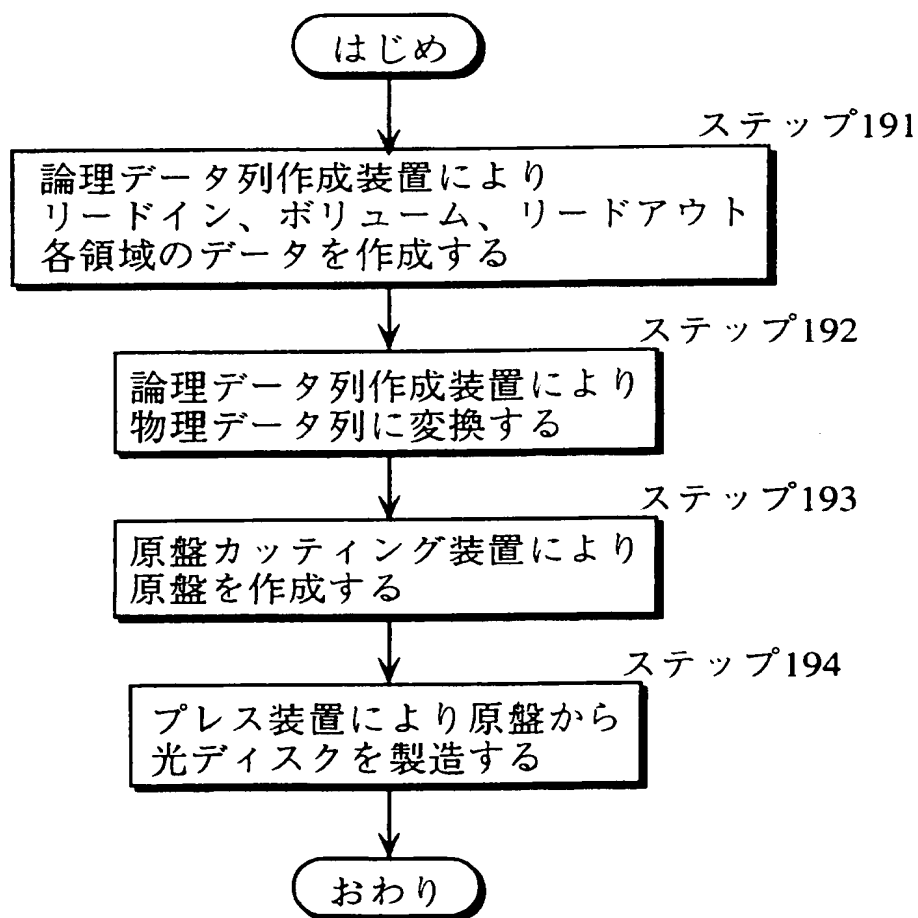 はじめ
ステップ191
論理データ列作成装置により
リードイン、ボリューム、リードアウト
各領域のデータを作成する
ステップ192
論理データ列作成装置により
物理データ列に変換する
ステップ193
原盤カッティング装置により
原盤を作成する
ステップ194
プレス装置により原盤から
光ディスクを製造する
おわり